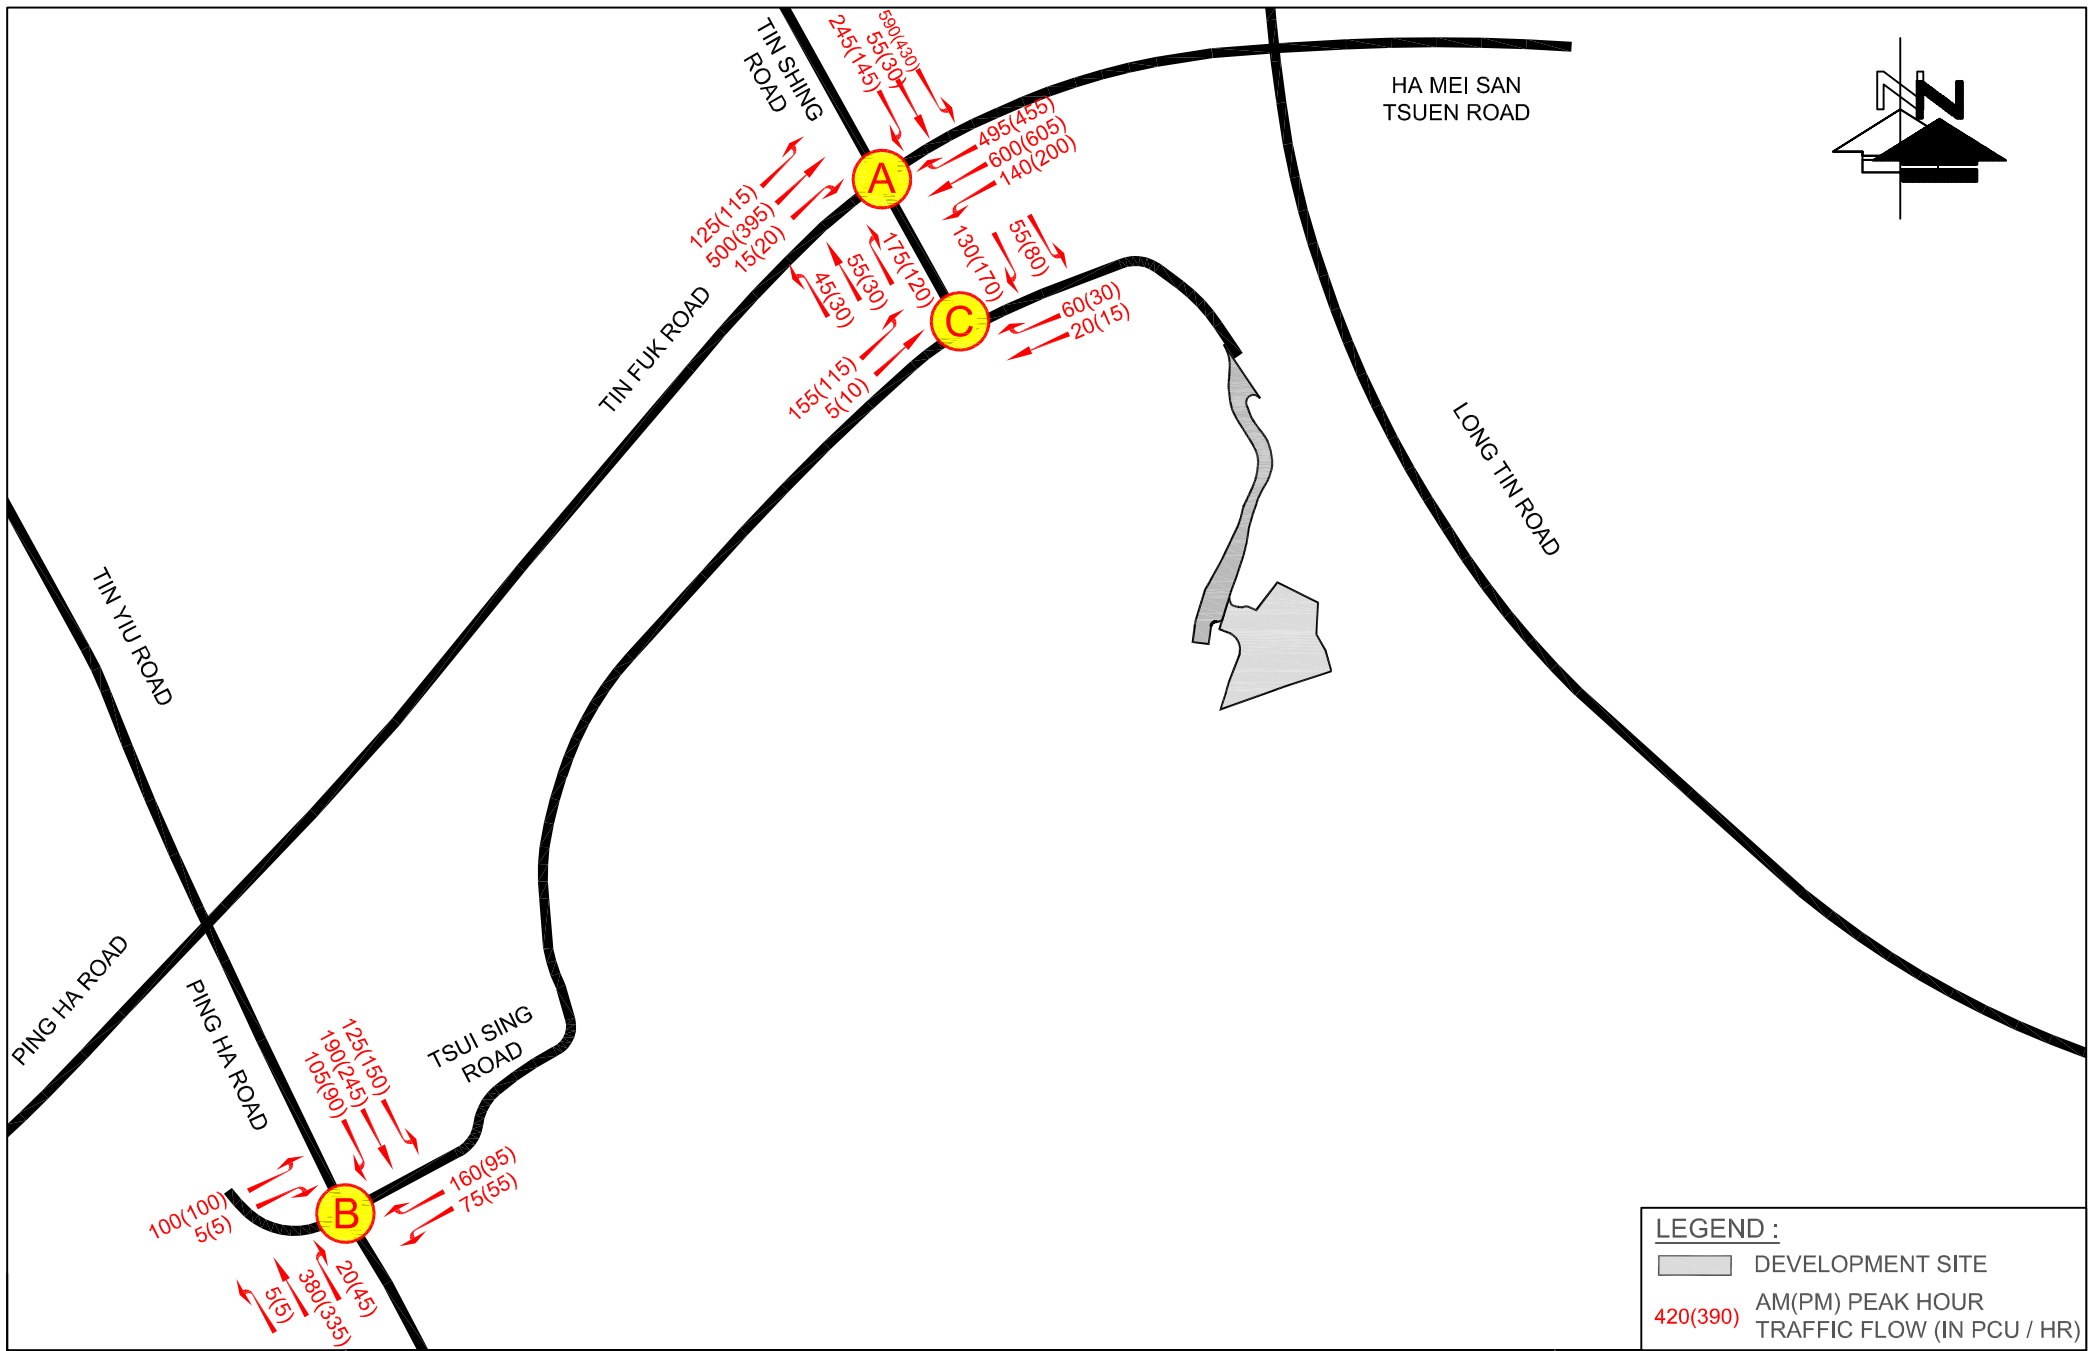 TIN SHING
ROAD
245(145)
55(30)
590(430)
HA MEI SAN
TSUEN ROAD
N
N
495(455)
600(605)
140(200)
A
125(115)
500(395)
15(20)
45(30)
55(30)
175(120)
130(170)
55(80)
C
60(30)
20(15)
155(115)
5(10)
TIN FUK ROAD
LONG TIN ROAD
TIN YIU ROAD
PING HA ROAD
PING HA ROAD
TSUI SING
ROAD
105(90)
190(245)
125(150)
160(95)
75(55)
B
100(100)
5(5)
5(5)
380(335)
20(45)
LEGEND :
DEVELOPMENT SITE
420(390)
AM(PM) PEAK HOUR
TRAFFIC FLOW (IN PCU / HR)